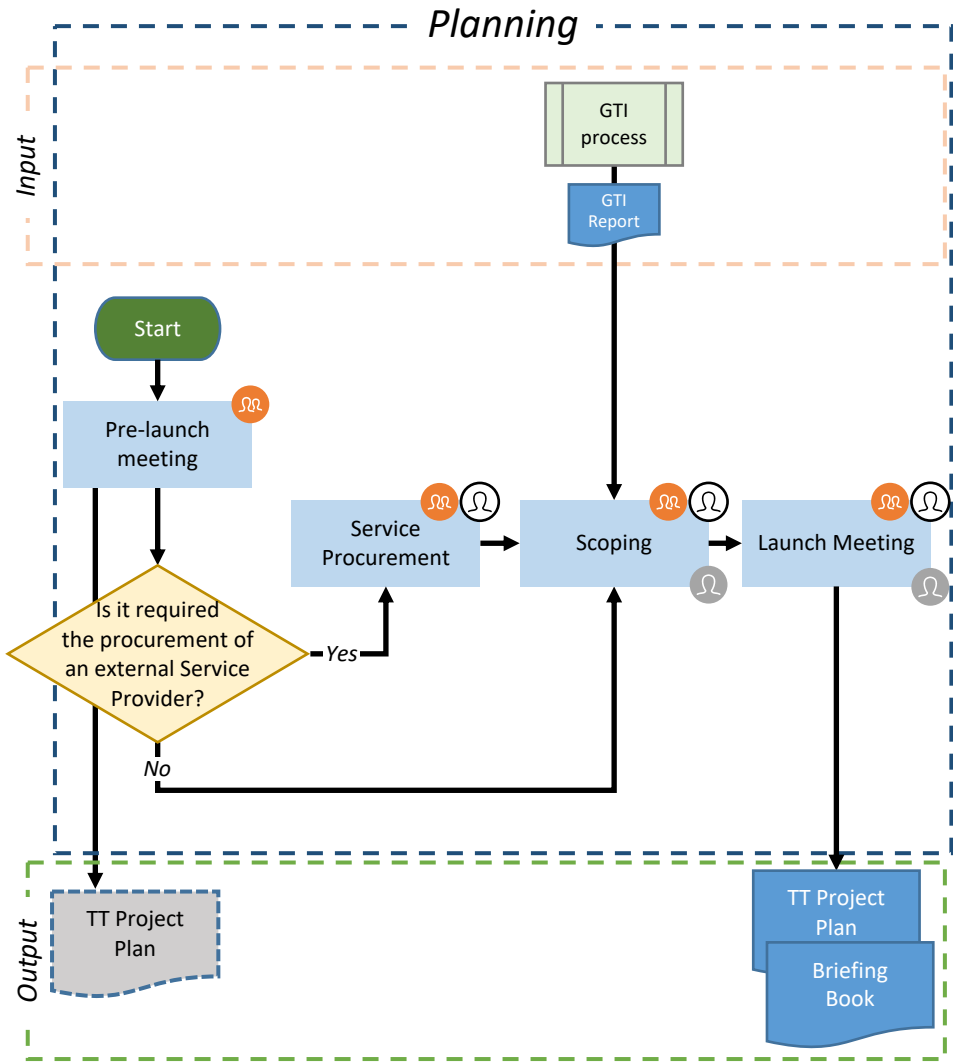 Planning
Input
GTI
process
GTI
Report
Start
Pre-launch
meeting
Service
Procurement
Scoping
Launch Meeting
Is it required
the procurement of
an external Service
Provider?
Yes
No
Output
TT Project
Plan
TT Project
Plan
Briefing
Book